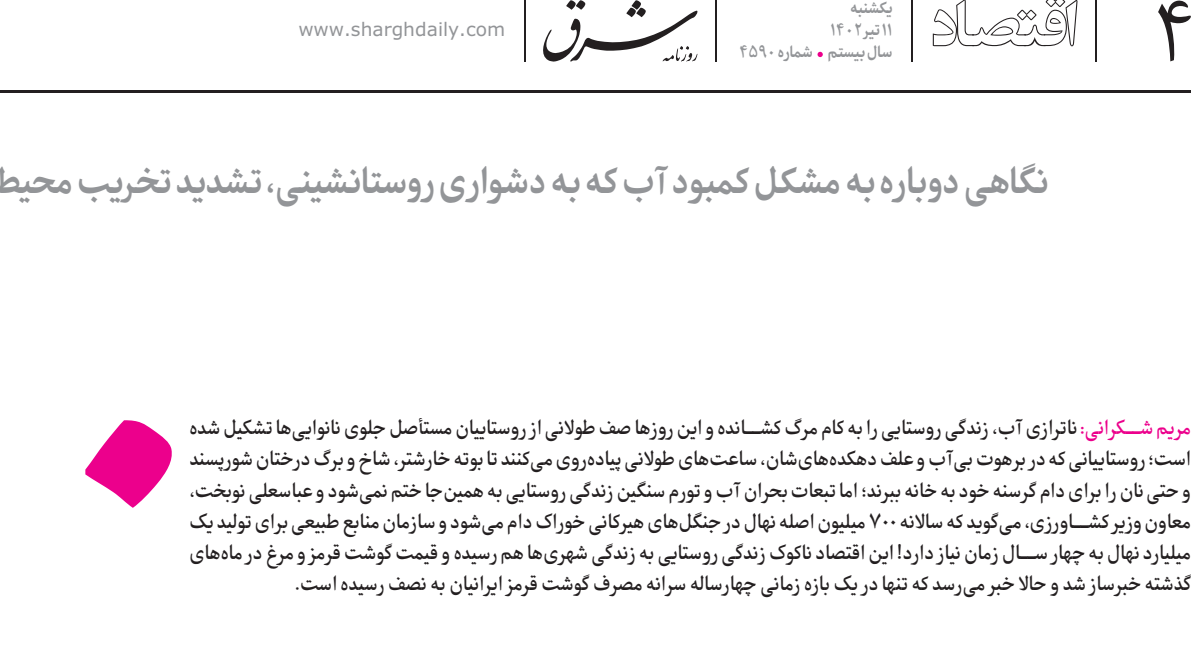 ۴
اقتصاد
یکشنبه
۱۱ تیر ۱۴۰۲
سال بیستم • شماره ۴۵۹۰
روزنامه
شرق
www.sharghdaily.com
نگاهی دوباره به مشکل کمبود آب که به دشواری روستانشینی، تشدید تخریب محیط
مریم شــکرانی: ناترازی آب، زندگی روستایی را به کام مرگ کشــانده و این روزها صف طولانی از روستاییان مستأصل جلوی نانوایی‌ها تشکیل شده
است؛ روستاییانی که در برهوت بی‌آب و علف دهکده‌های‌شان، ساعت‌های طولانی پیاده‌روی می‌کنند تا بوته خارشتر، شاخ و برگ درختان شورپسند
و حتی نان را برای دام گرسنه خود به خانه ببرند؛ اما تبعات بحران آب و تورم سنگین زندگی روستایی به همین‌جا ختم نمی‌شود و عباسعلی نوبخت،
معاون وزیر کشــاورزی، می‌گوید که سالانه ۷۰۰ میلیون اصله نهال در جنگل‌های هیرکانی خوراک دام می‌شود و سازمان منابع طبیعی برای تولید یک
میلیارد نهال به چهار ســال زمان نیاز دارد! این اقتصاد ناکوک زندگی روستایی به زندگی شهری‌ها هم رسیده و قیمت گوشت قرمز و مرغ در ماه‌های
گذشته خبرساز شد و حالا خبر می‌رسد که تنها در یک بازه زمانی چهارساله سرانه مصرف گوشت قرمز ایرانیان به نصف رسیده است.